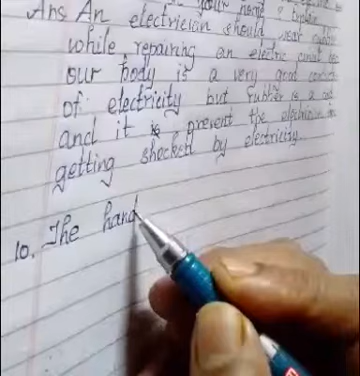 Ans An electrician should wear
while repairing an electric
our body is a very good
of electricity but rubber is a
and it is prevent the electrician
getting shocked by electricity
10. The hand